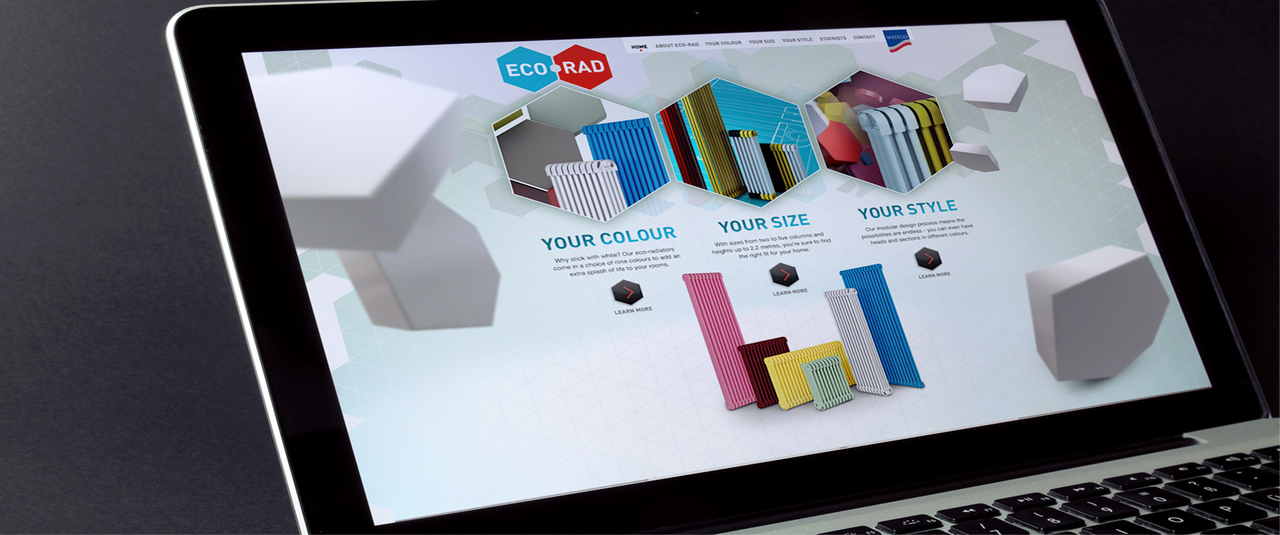 HOME ABOUT ECO-RAD YOUR COLOUR YOUR SIZE YOUR STYLE STOCKISTS CONTACT
WESTCO
ECO RAD
YOUR COLOUR
Why stick with white? Our eco-radiators
come in a choice of nine colours to add an
extra splash of life to your rooms.
LEARN MORE
YOUR SIZE
With sizes from two to five columns and
heights up to 2.2 metres, you're sure to find
the right fit for your home.
LEARN MORE
YOUR STYLE
Our modular design process means the
possibilities are endless - you can even have
heads and sections in different colours.
LEARN MORE